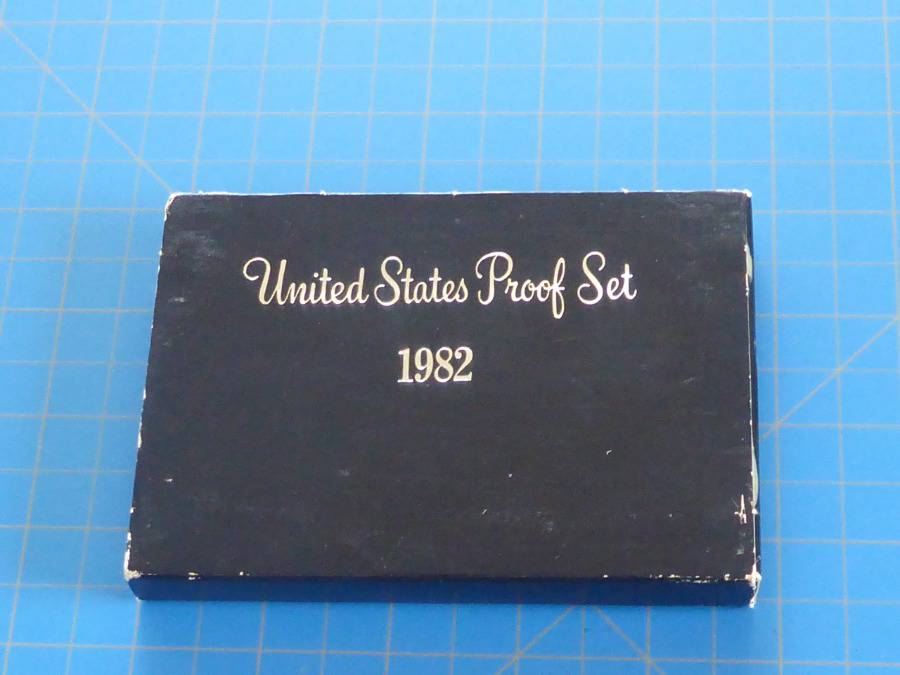 United States Proof Set
1982